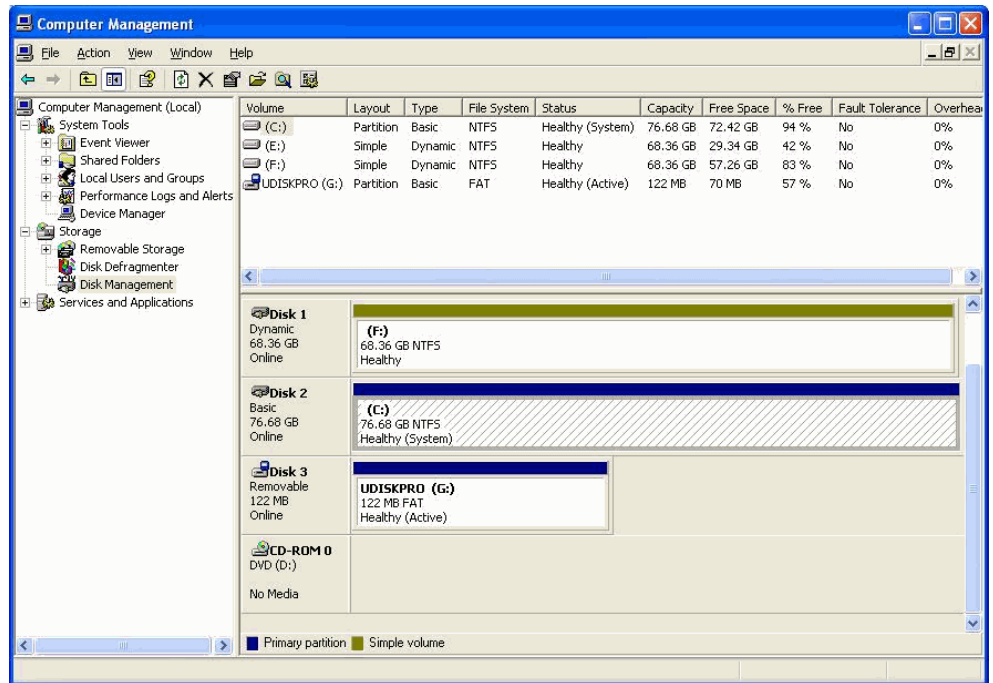 Computer Management
File Action View Window Help
Computer Management (Local)
System Tools
Event Viewer
Shared Folders
Local Users and Groups
Performance Logs and Alerts
Device Manager
Storage
Removable Storage
Disk Defragmenter
Disk Management
Services and Applications
Volume Layout Type File System Status Capacity Free Space % Free Fault Tolerance Overhea
(C:) Partition Basic NTFS Healthy (System) 76.68 GB 72.42 GB 94 % No 0%
(E:) Simple Dynamic NTFS Healthy 68.36 GB 29.34 GB 42 % No 0%
(F:) Simple Dynamic NTFS Healthy 68.36 GB 57.26 GB 83 % No 0%
UDISKPRO (G:) Partition Basic FAT Healthy (Active) 122 MB 70 MB 57 % No 0%
Disk 1
Dynamic
68.36 GB
Online
(F:)
68.36 GB NTFS
Healthy
Disk 2
Basic
76.68 GB
Online
(C:)
76.68 GB NTFS
Healthy (System)
Disk 3
Removable
122 MB
Online
UDISKPRO (G:)
122 MB FAT
Healthy (Active)
CD-ROM 0
DVD (D:)
No Media
Primary partition Simple volume